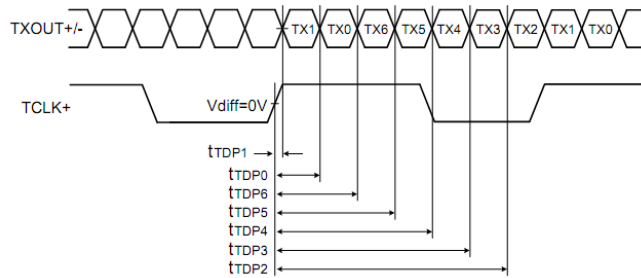 TXOUT+/- TX1 TX0 TX6 TX5 TX4 TX3 TX2 TX1 TX0
TCLK+ Vdiff=0V
tTDP1
tTDP0
tTDP6
tTDP5
tTDP4
tTDP3
tTDP2